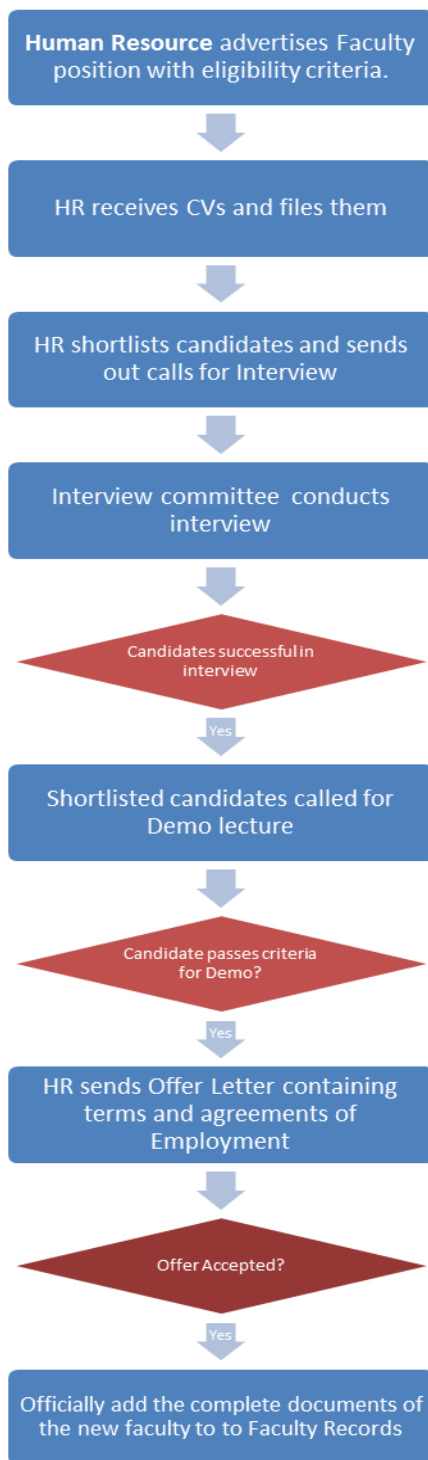 Human Resource advertises Faculty
position with eligibility criteria.
HR receives CVs and files them
HR shortlists candidates and sends
out calls for Interview
Interview committee conducts
interview
Candidates successful in
interview
Yes
Shortlisted candidates called for
Demo lecture
Candidate passes criteria
for Demo?
Yes
HR sends Offer Letter containing
terms and agreements of
Employment
Offer Accepted?
Yes
Officially add the complete documents of
the new faculty to to Faculty Records